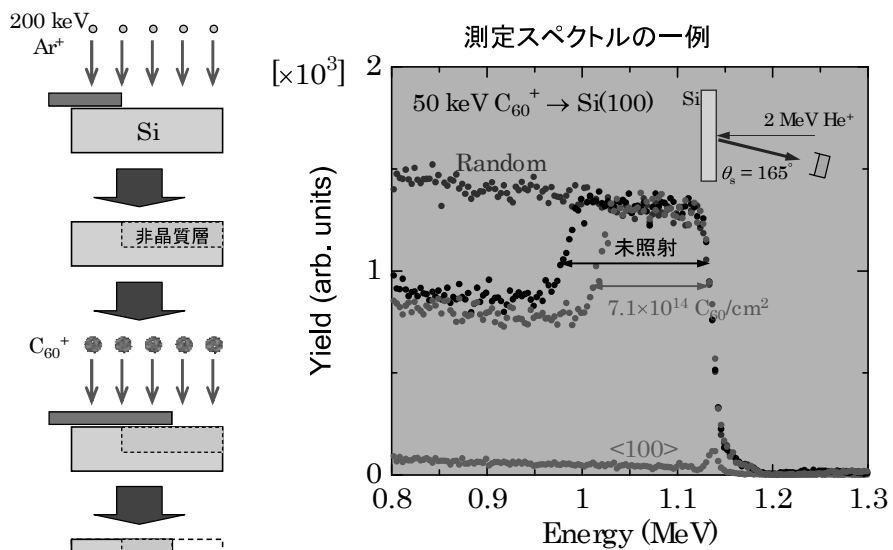 200 keV
Ar⁺
Si
非晶質層
C₆₀⁺
測定スペクトルの一例
[×10³]
2
1
0
Yield (arb. units)
50 keV C₆₀⁺ → Si(100)
Si
2 MeV He⁺
θₛ = 165°
Random
未照射
7.1×10¹⁴ C₆₀/cm²
<100>
0.8 0.9 1 1.1 1.2 1.3
Energy (MeV)